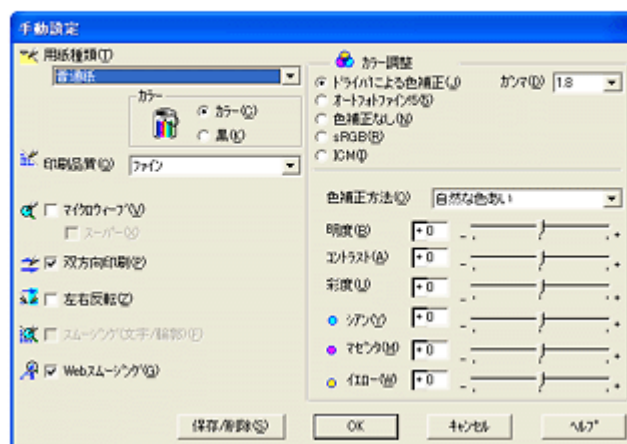 手動設定
用紙種類(T)
普通紙
カラー
カラー(C)
黒(K)
印刷品質(Q) ファイン
マイクロウィーブ(V)
スーパー(X)
双方向印刷(P)
左右反転(Z)
スムージング(文字/輪郭)(F)
Webスムージング(G)
カラー調整
ドライバによる色補正(J) ガンマ(D) 1.8
オートフォトファイン!5(5)
色補正なし(N)
sRGB(R)
ICM(I)
色補正方法(O) 自然な色あい
明度(B) +0 - +
コントラスト(A) +0 - +
彩度(U) +0 - +
シアン(Y) +0 - +
マゼンタ(M) +0 - +
イエロー(W) +0 - +
保存/削除(S) OK キャンセル ヘルプ